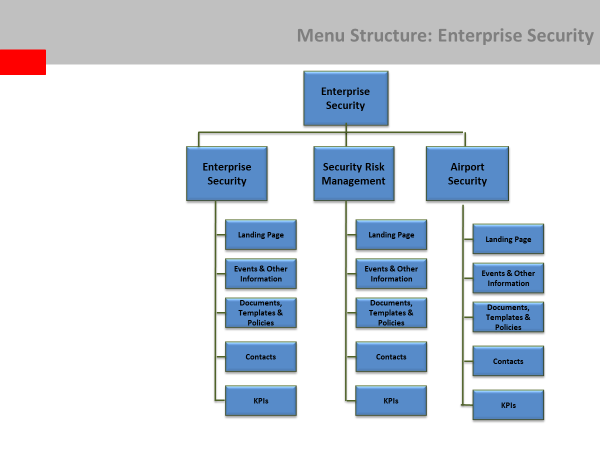 Menu Structure: Enterprise Security
Enterprise
Security
Enterprise
Security
Security Risk
Management
Airport
Security
Landing Page
Events & Other
Information
Documents,
Templates &
Policies
Contacts
KPIs
Landing Page
Events & Other
Information
Documents,
Templates &
Policies
Contacts
KPIs
Landing Page
Events & Other
Information
Documents,
Templates &
Policies
Contacts
KPIs